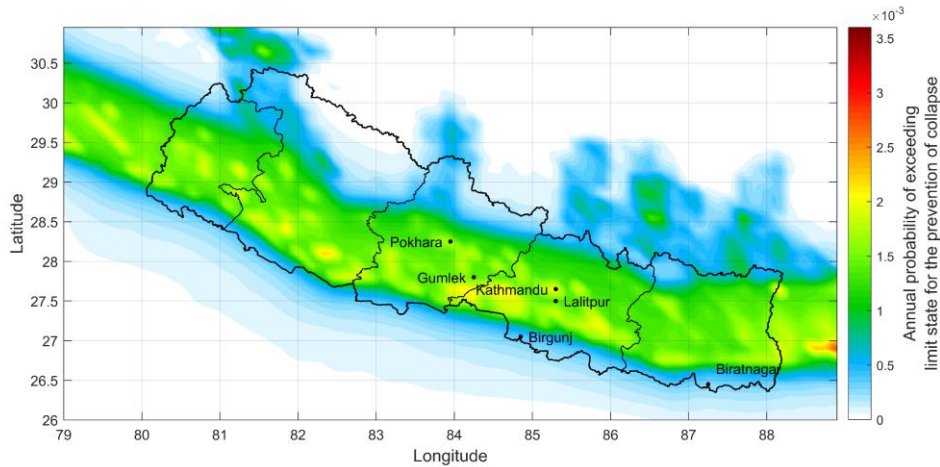 ×10⁻³
3.5
3
2.5
2
1.5
1
0.5
0
Annual probability of exceeding
limit state for the prevention of collapse
30.5
30
29.5
29
28.5
28
27.5
27
26.5
26
Latitude
Pokhara
Gumlek
Kathmandu
Lalitpur
Birgunj
Biratnagar
79 80 81 82 83 84 85 86 87 88
Longitude